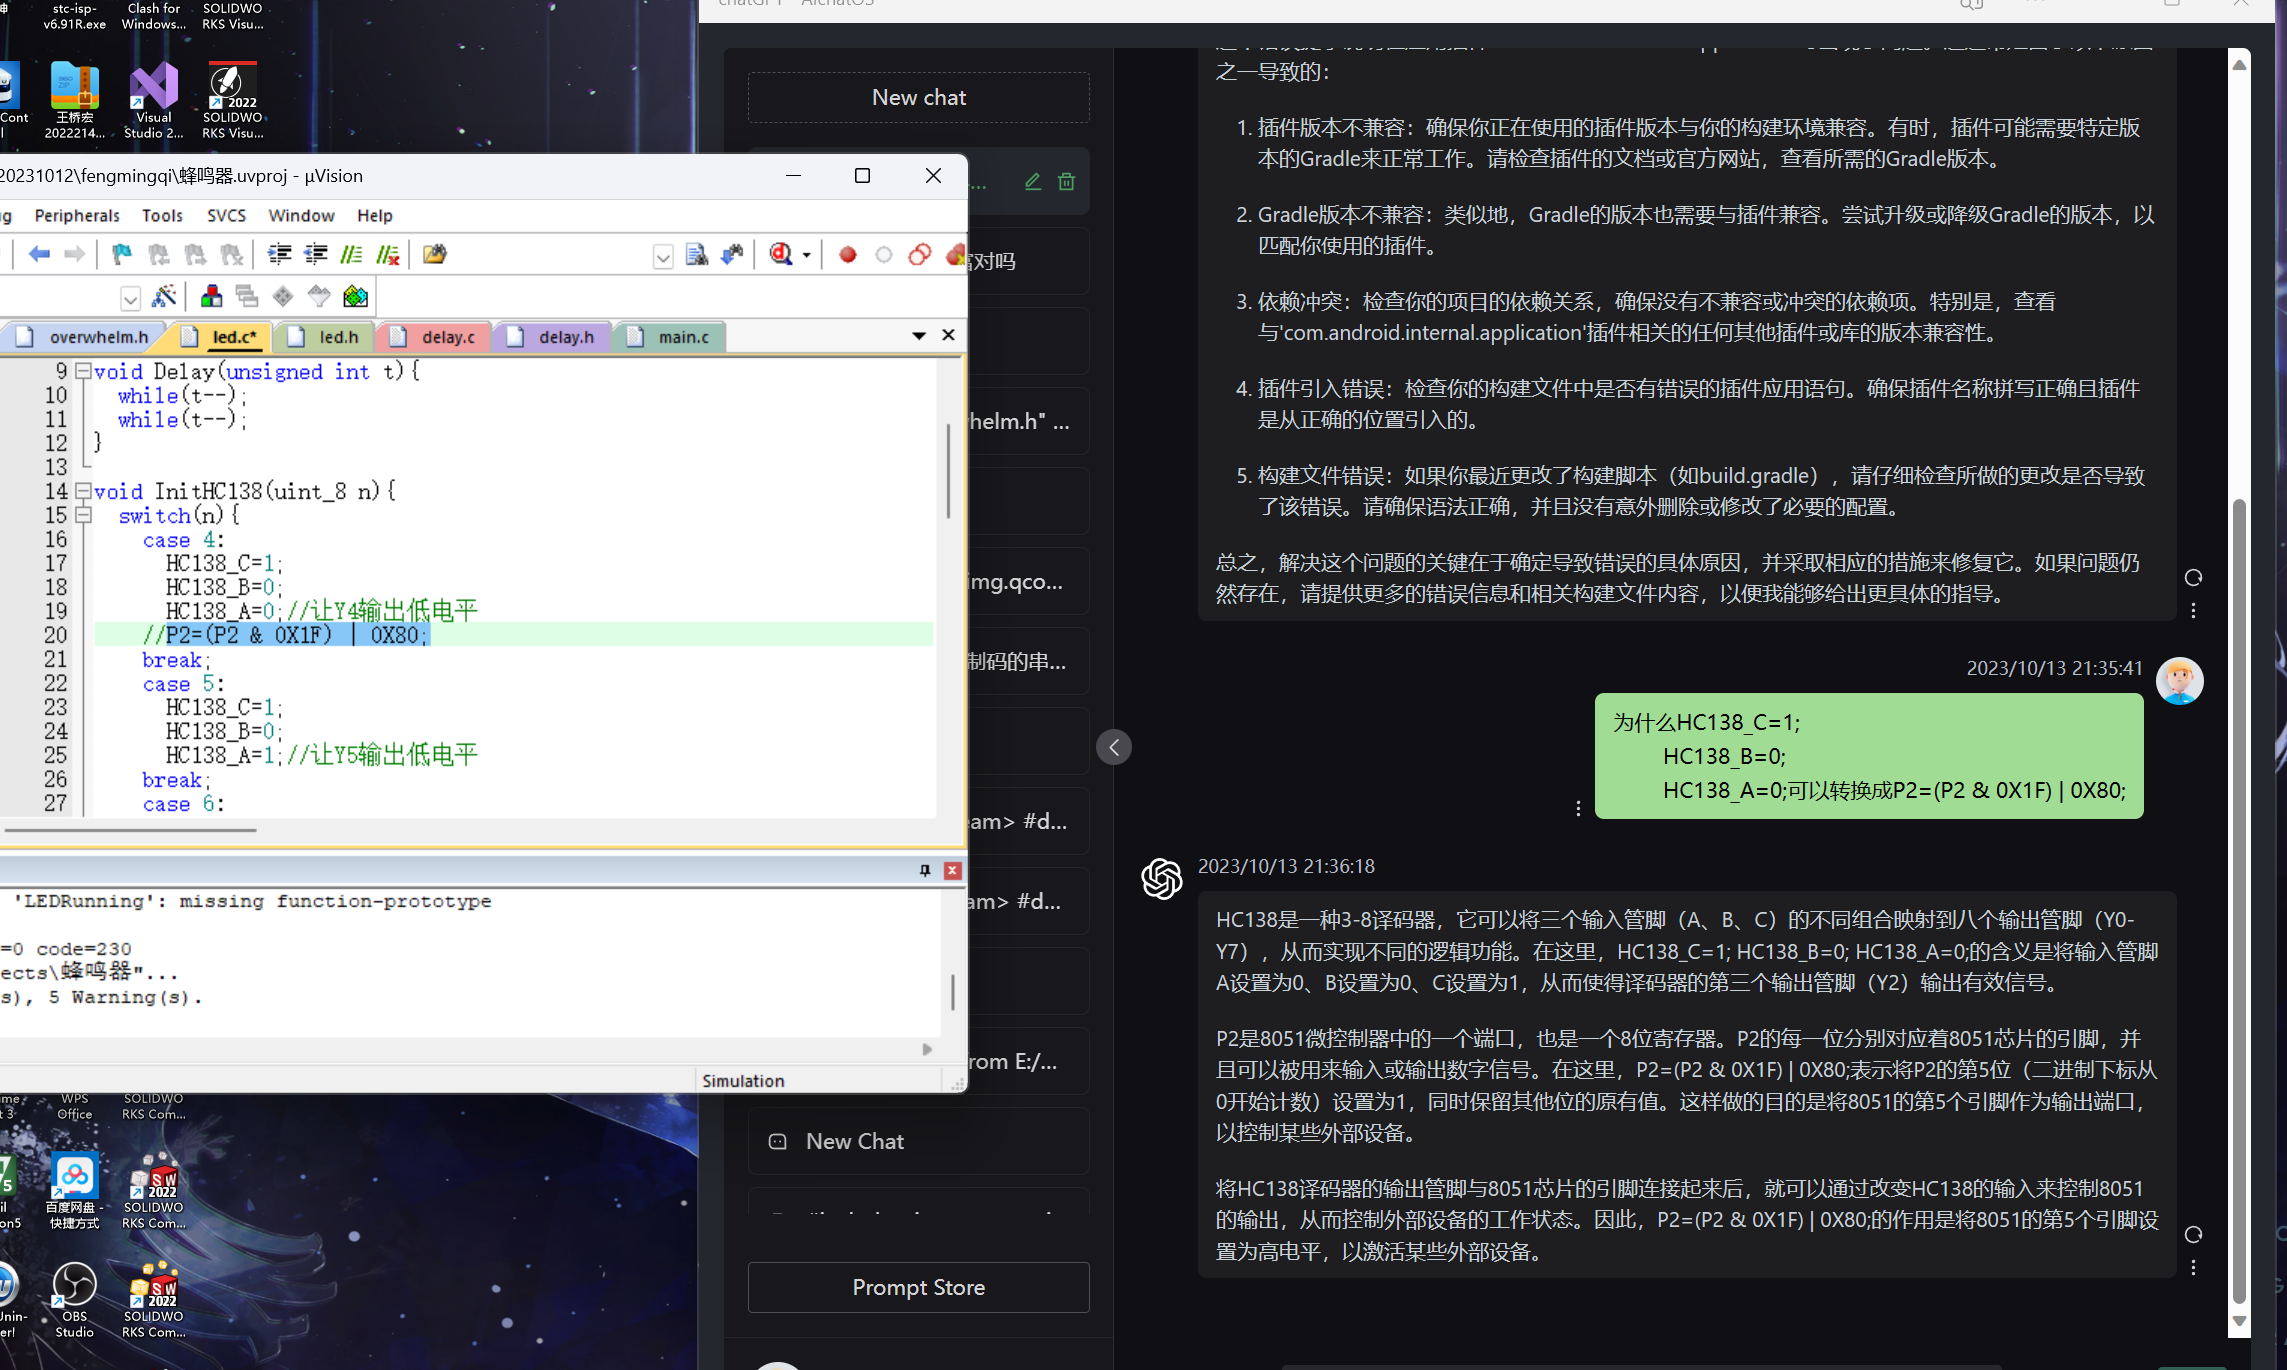 stc-isp-
v6.91R.exe
Clash for
Windows...
SOLIDWO
RKS Visu...
Cont
王桥宏
2022214...
Visual
Studio 2...
2022
SOLIDWO
RKS Visu...
20231012\fengmingqi\蜂鸣器.uvproj - µVision
Peripherals Tools SVCS Window Help
overwhelm.h led.c* led.h delay.c delay.h main.c
9 void Delay(unsigned int t){
10 while(t--);
11 while(t--);
12 }
13
14 void InitHC138(uint_8 n){
15 switch(n){
16 case 4:
17 HC138_C=1;
18 HC138_B=0;
19 HC138_A=0;//让Y4输出低电平
20 //P2=(P2 & 0X1F) | 0X80;
21 break;
22 case 5:
23 HC138_C=1;
24 HC138_B=0;
25 HC138_A=1;//让Y5输出低电平
26 break;
27 case 6:
'LEDRunning': missing function-prototype
=0 code=230
ects\蜂鸣器"...
s), 5 Warning(s).
Simulation
WPS
Office
SOLIDWO
RKS Com...
百度网盘 -
快捷方式
2022
SOLIDWO
RKS Com...
OBS
Studio
2022
SOLIDWO
RKS Com...
New chat
对吗
helm.h" ...
img.qco...
制码的串...
eam> #d...
am> #d...
rom E:/...
New Chat
Prompt Store
之一导致的：
1. 插件版本不兼容：确保你正在使用的插件版本与你的构建环境兼容。有时，插件可能需要特定版
本的Gradle来正常工作。请检查插件的文档或官方网站，查看所需的Gradle版本。
2. Gradle版本不兼容：类似地，Gradle的版本也需要与插件兼容。尝试升级或降级Gradle的版本，以
匹配你使用的插件。
3. 依赖冲突：检查你的项目的依赖关系，确保没有不兼容或冲突的依赖项。特别是，查看
与'com.android.internal.application'插件相关的任何其他插件或库的版本兼容性。
4. 插件引入错误：检查你的构建文件中是否有错误的插件应用语句。确保插件名称拼写正确且插件
是从正确的位置引入的。
5. 构建文件错误：如果你最近更改了构建脚本（如build.gradle），请仔细检查所做的更改是否导致
了该错误。请确保语法正确，并且没有意外删除或修改了必要的配置。
总之，解决这个问题的关键在于确定导致错误的具体原因，并采取相应的措施来修复它。如果问题仍
然存在，请提供更多的错误信息和相关构建文件内容，以便我能够给出更具体的指导。
2023/10/13 21:35:41
为什么HC138_C=1;
HC138_B=0;
HC138_A=0;可以转换成P2=(P2 & 0X1F) | 0X80;
2023/10/13 21:36:18
HC138是一种3-8译码器，它可以将三个输入管脚（A、B、C）的不同组合映射到八个输出管脚（Y0-
Y7），从而实现不同的逻辑功能。在这里，HC138_C=1; HC138_B=0; HC138_A=0;的含义是将输入管脚
A设置为0、B设置为0、C设置为1，从而使得译码器的第三个输出管脚（Y2）输出有效信号。
P2是8051微控制器中的一个端口，也是一个8位寄存器。P2的每一位分别对应着8051芯片的引脚，并
且可以被用来输入或输出数字信号。在这里，P2=(P2 & 0X1F) | 0X80;表示将P2的第5位（二进制下标从
0开始计数）设置为1，同时保留其他位的原有值。这样做的目的是将8051的第5个引脚作为输出端口，
以控制某些外部设备。
将HC138译码器的输出管脚与8051芯片的引脚连接起来后，就可以通过改变HC138的输入来控制8051
的输出，从而控制外部设备的工作状态。因此，P2=(P2 & 0X1F) | 0X80;的作用是将8051的第5个引脚设
置为高电平，以激活某些外部设备。